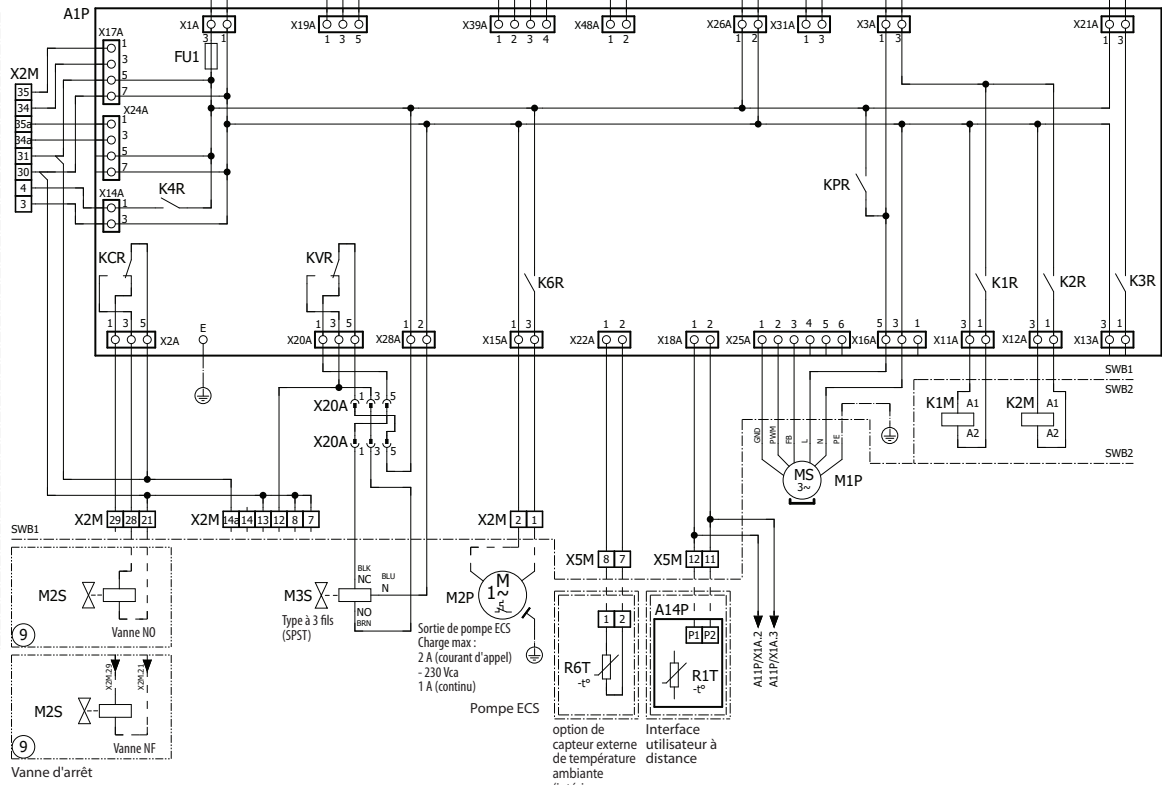 A1P
X1A
X19A
X39A
X48A
X26A
X31A
X3A
X21A
3 1
1 3 5
1 2 3 4
1 2
1 2
1 3
1 3
1 3
X17A
FU1
X2M
35
34
35a
34a
31
30
4
3
1
3
5
7
X24A
1
3
5
7
X14A
1
3
K4R
KPR
KCR
KVR
K6R
K1R
K2R
K3R
1 3 5
E
1 3 5
1 2
1 3
1 2
1 2
1 2 3 4 5 6
5 3 1
3 1
3 1
3 1
X2A
X20A
X28A
X15A
X22A
X18A
X25A
X16A
X11A
X12A
X13A
SWB1
SWB2
X20A
1 3 5
X20A
1 3 5
K1M
A1
A2
K2M
A1
A2
SWB2
GND
PWM
FB
L
N
PE
MS
3~
M1P
X2M
29 28 21
X2M
14a 14 13 12 8 7
X2M
2 1
SWB1
X5M
8 7
X5M
12 11
M2S
Vanne NO
9
M3S
BLK
NC
BLU
N
NO
BRN
Type à 3 fils
(SPST)
M2P
M
1~
Sortie de pompe ECS
Charge max :
2 A (courant d'appel)
- 230 Vca
1 A (continu)
Pompe ECS
1 2
R6T
-t°
option de
capteur externe
de température
ambiante
A14P
P1 P2
R1T
-t°
Interface
utilisateur à
distance
A11P/X1A.2
A11P/X1A.3
X2M.29
X2M.21
M2S
Vanne NF
9
Vanne d'arrêt